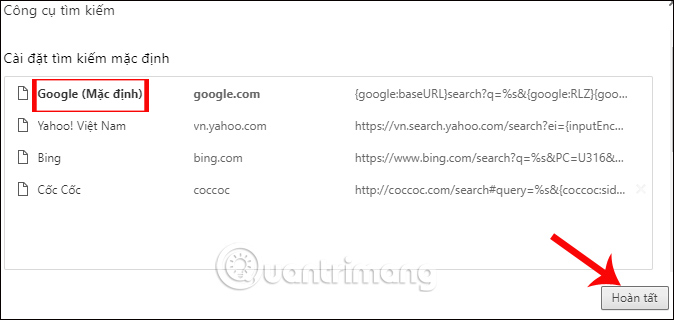 Công cụ tìm kiếm
Cài đặt tìm kiếm mặc định
Google (Mặc định) google.com {google:baseURL}search?q=%s&{google:RLZ}{goo...
Yahoo! Việt Nam vn.yahoo.com https://vn.search.yahoo.com/search?ei={inputEnc...
Bing bing.com https://www.bing.com/search?q=%s&PC=U316&...
Cốc Cốc coccoc http://coccoc.com/search#query=%s&{coccoc:sid...
Quantrimang
Hoàn tất